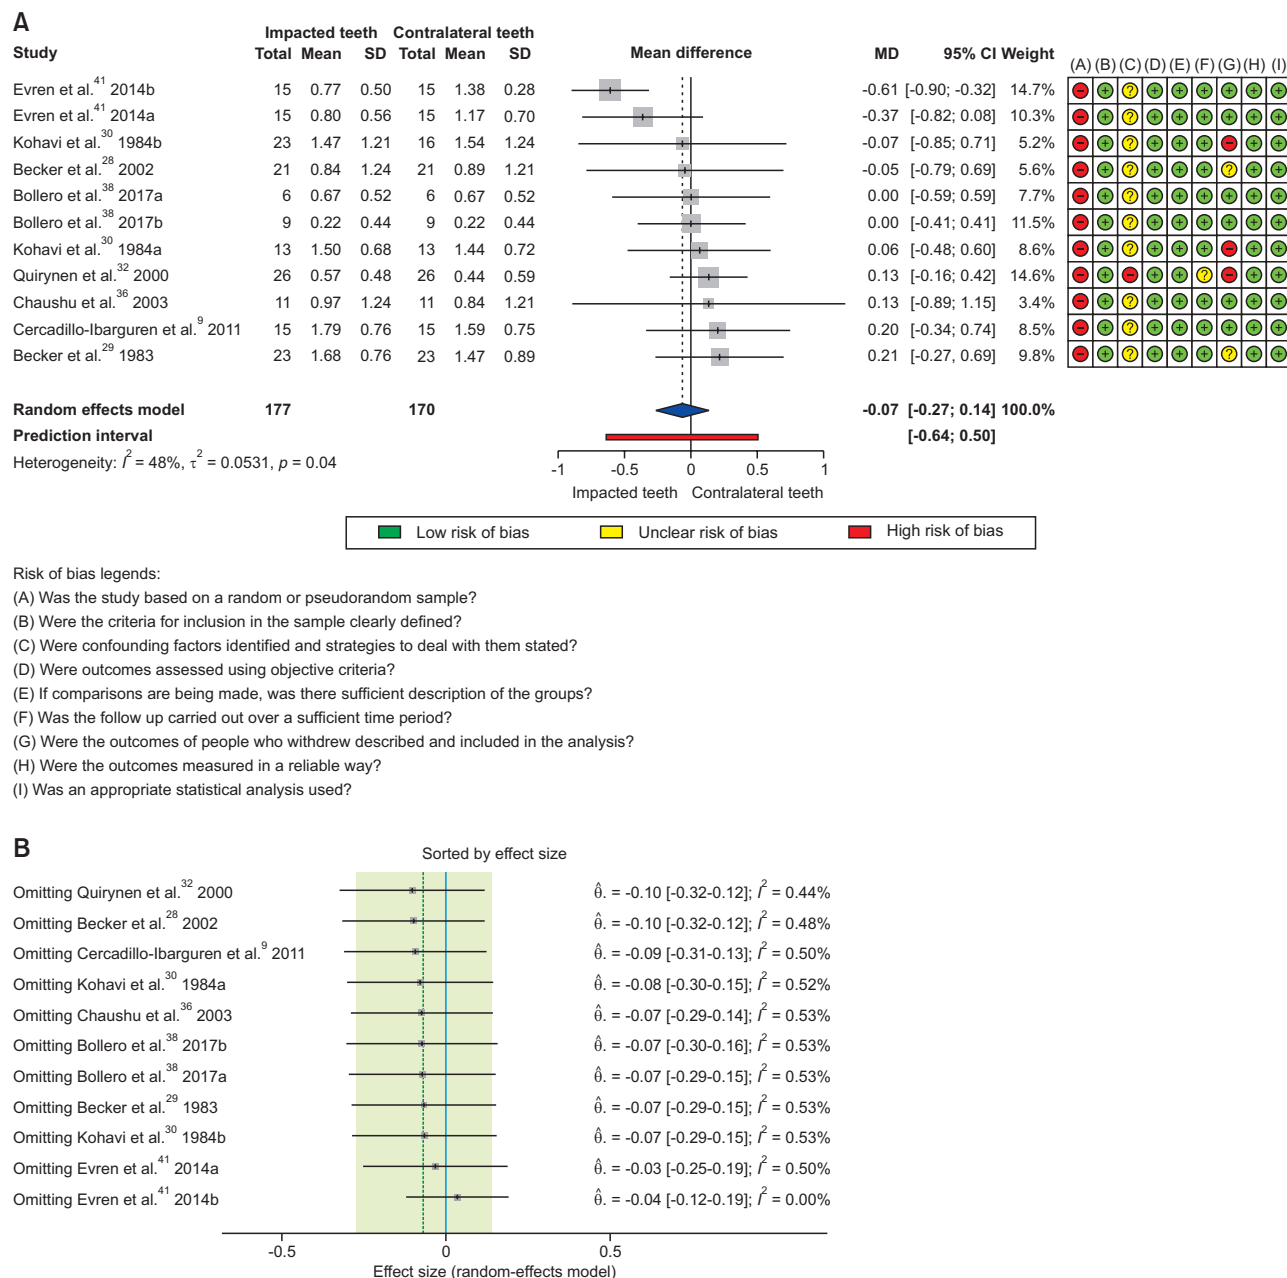 A
Impacted teeth Contralateral teeth
Study Total Mean SD Total Mean SD Mean difference MD 95% CI Weight (A) (B) (C) (D) (E) (F) (G) (H) (I)
Evren et al.41 2014b 15 0.77 0.50 15 1.38 0.28 -0.61 [-0.90; -0.32] 14.7% - + ? + + + + + +
Evren et al.41 2014a 15 0.80 0.56 15 1.17 0.70 -0.37 [-0.82; 0.08] 10.3% - + ? + + + + + +
Kohavi et al.30 1984b 23 1.47 1.21 16 1.54 1.24 -0.07 [-0.85; 0.71] 5.2% - + ? + + + - + +
Becker et al.28 2002 21 0.84 1.24 21 0.89 1.21 -0.05 [-0.79; 0.69] 5.6% - + ? + + + ? + +
Bollero et al.38 2017a 6 0.67 0.52 6 0.67 0.52 0.00 [-0.59; 0.59] 7.7% - + ? + + + + + +
Bollero et al.38 2017b 9 0.22 0.44 9 0.22 0.44 0.00 [-0.41; 0.41] 11.5% - + ? + + + + + +
Kohavi et al.30 1984a 13 1.50 0.68 13 1.44 0.72 0.06 [-0.48; 0.60] 8.6% - + ? + + + - + +
Quirynen et al.32 2000 26 0.57 0.48 26 0.44 0.59 0.13 [-0.16; 0.42] 14.6% - + - + + ? - + +
Chaushu et al.36 2003 11 0.97 1.24 11 0.84 1.21 0.13 [-0.89; 1.15] 3.4% - + ? + + + + + +
Cercadillo-Ibarguren et al.9 2011 15 1.79 0.76 15 1.59 0.75 0.20 [-0.34; 0.74] 8.5% - + ? + + + + + +
Becker et al.29 1983 23 1.68 0.76 23 1.47 0.89 0.21 [-0.27; 0.69] 9.8% - + ? + + + ? + +
Random effects model 177 170 -0.07 [-0.27; 0.14] 100.0%
Prediction interval [-0.64; 0.50]
Heterogeneity: I2 = 48%, τ2 = 0.0531, p = 0.04
-1 -0.5 0 0.5 1
Impacted teeth Contralateral teeth
Low risk of bias Unclear risk of bias High risk of bias
Risk of bias legends:
(A) Was the study based on a random or pseudorandom sample?
(B) Were the criteria for inclusion in the sample clearly defined?
(C) Were confounding factors identified and strategies to deal with them stated?
(D) Were outcomes assessed using objective criteria?
(E) If comparisons are being made, was there sufficient description of the groups?
(F) Was the follow up carried out over a sufficient time period?
(G) Were the outcomes of people who withdrew described and included in the analysis?
(H) Were the outcomes measured in a reliable way?
(I) Was an appropriate statistical analysis used?
B
Sorted by effect size
Omitting Quirynen et al.32 2000 θ̂. = -0.10 [-0.32-0.12]; I2 = 0.44%
Omitting Becker et al.28 2002 θ̂. = -0.10 [-0.32-0.12]; I2 = 0.48%
Omitting Cercadillo-Ibarguren et al.9 2011 θ̂. = -0.09 [-0.31-0.13]; I2 = 0.50%
Omitting Kohavi et al.30 1984a θ̂. = -0.08 [-0.30-0.15]; I2 = 0.52%
Omitting Chaushu et al.36 2003 θ̂. = -0.07 [-0.29-0.14]; I2 = 0.53%
Omitting Bollero et al.38 2017b θ̂. = -0.07 [-0.30-0.16]; I2 = 0.53%
Omitting Bollero et al.38 2017a θ̂. = -0.07 [-0.29-0.15]; I2 = 0.53%
Omitting Becker et al.29 1983 θ̂. = -0.07 [-0.29-0.15]; I2 = 0.53%
Omitting Kohavi et al.30 1984b θ̂. = -0.07 [-0.29-0.15]; I2 = 0.53%
Omitting Evren et al.41 2014a θ̂. = -0.03 [-0.25-0.19]; I2 = 0.50%
Omitting Evren et al.41 2014b θ̂. = -0.04 [-0.12-0.19]; I2 = 0.00%
-0.5 0 0.5
Effect size (random-effects model)